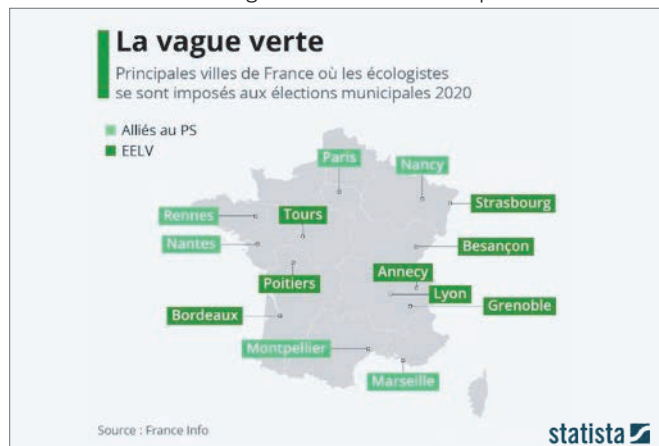 La vague verte
Principales villes de France où les écologistes
se sont imposés aux élections municipales 2020
Alliés au PS
EELV
Paris
Nancy
Strasbourg
Rennes
Tours
Nantes
Besançon
Annecy
Poitiers
Lyon
Grenoble
Bordeaux
Montpellier
Marseille
Source : France Info
statista